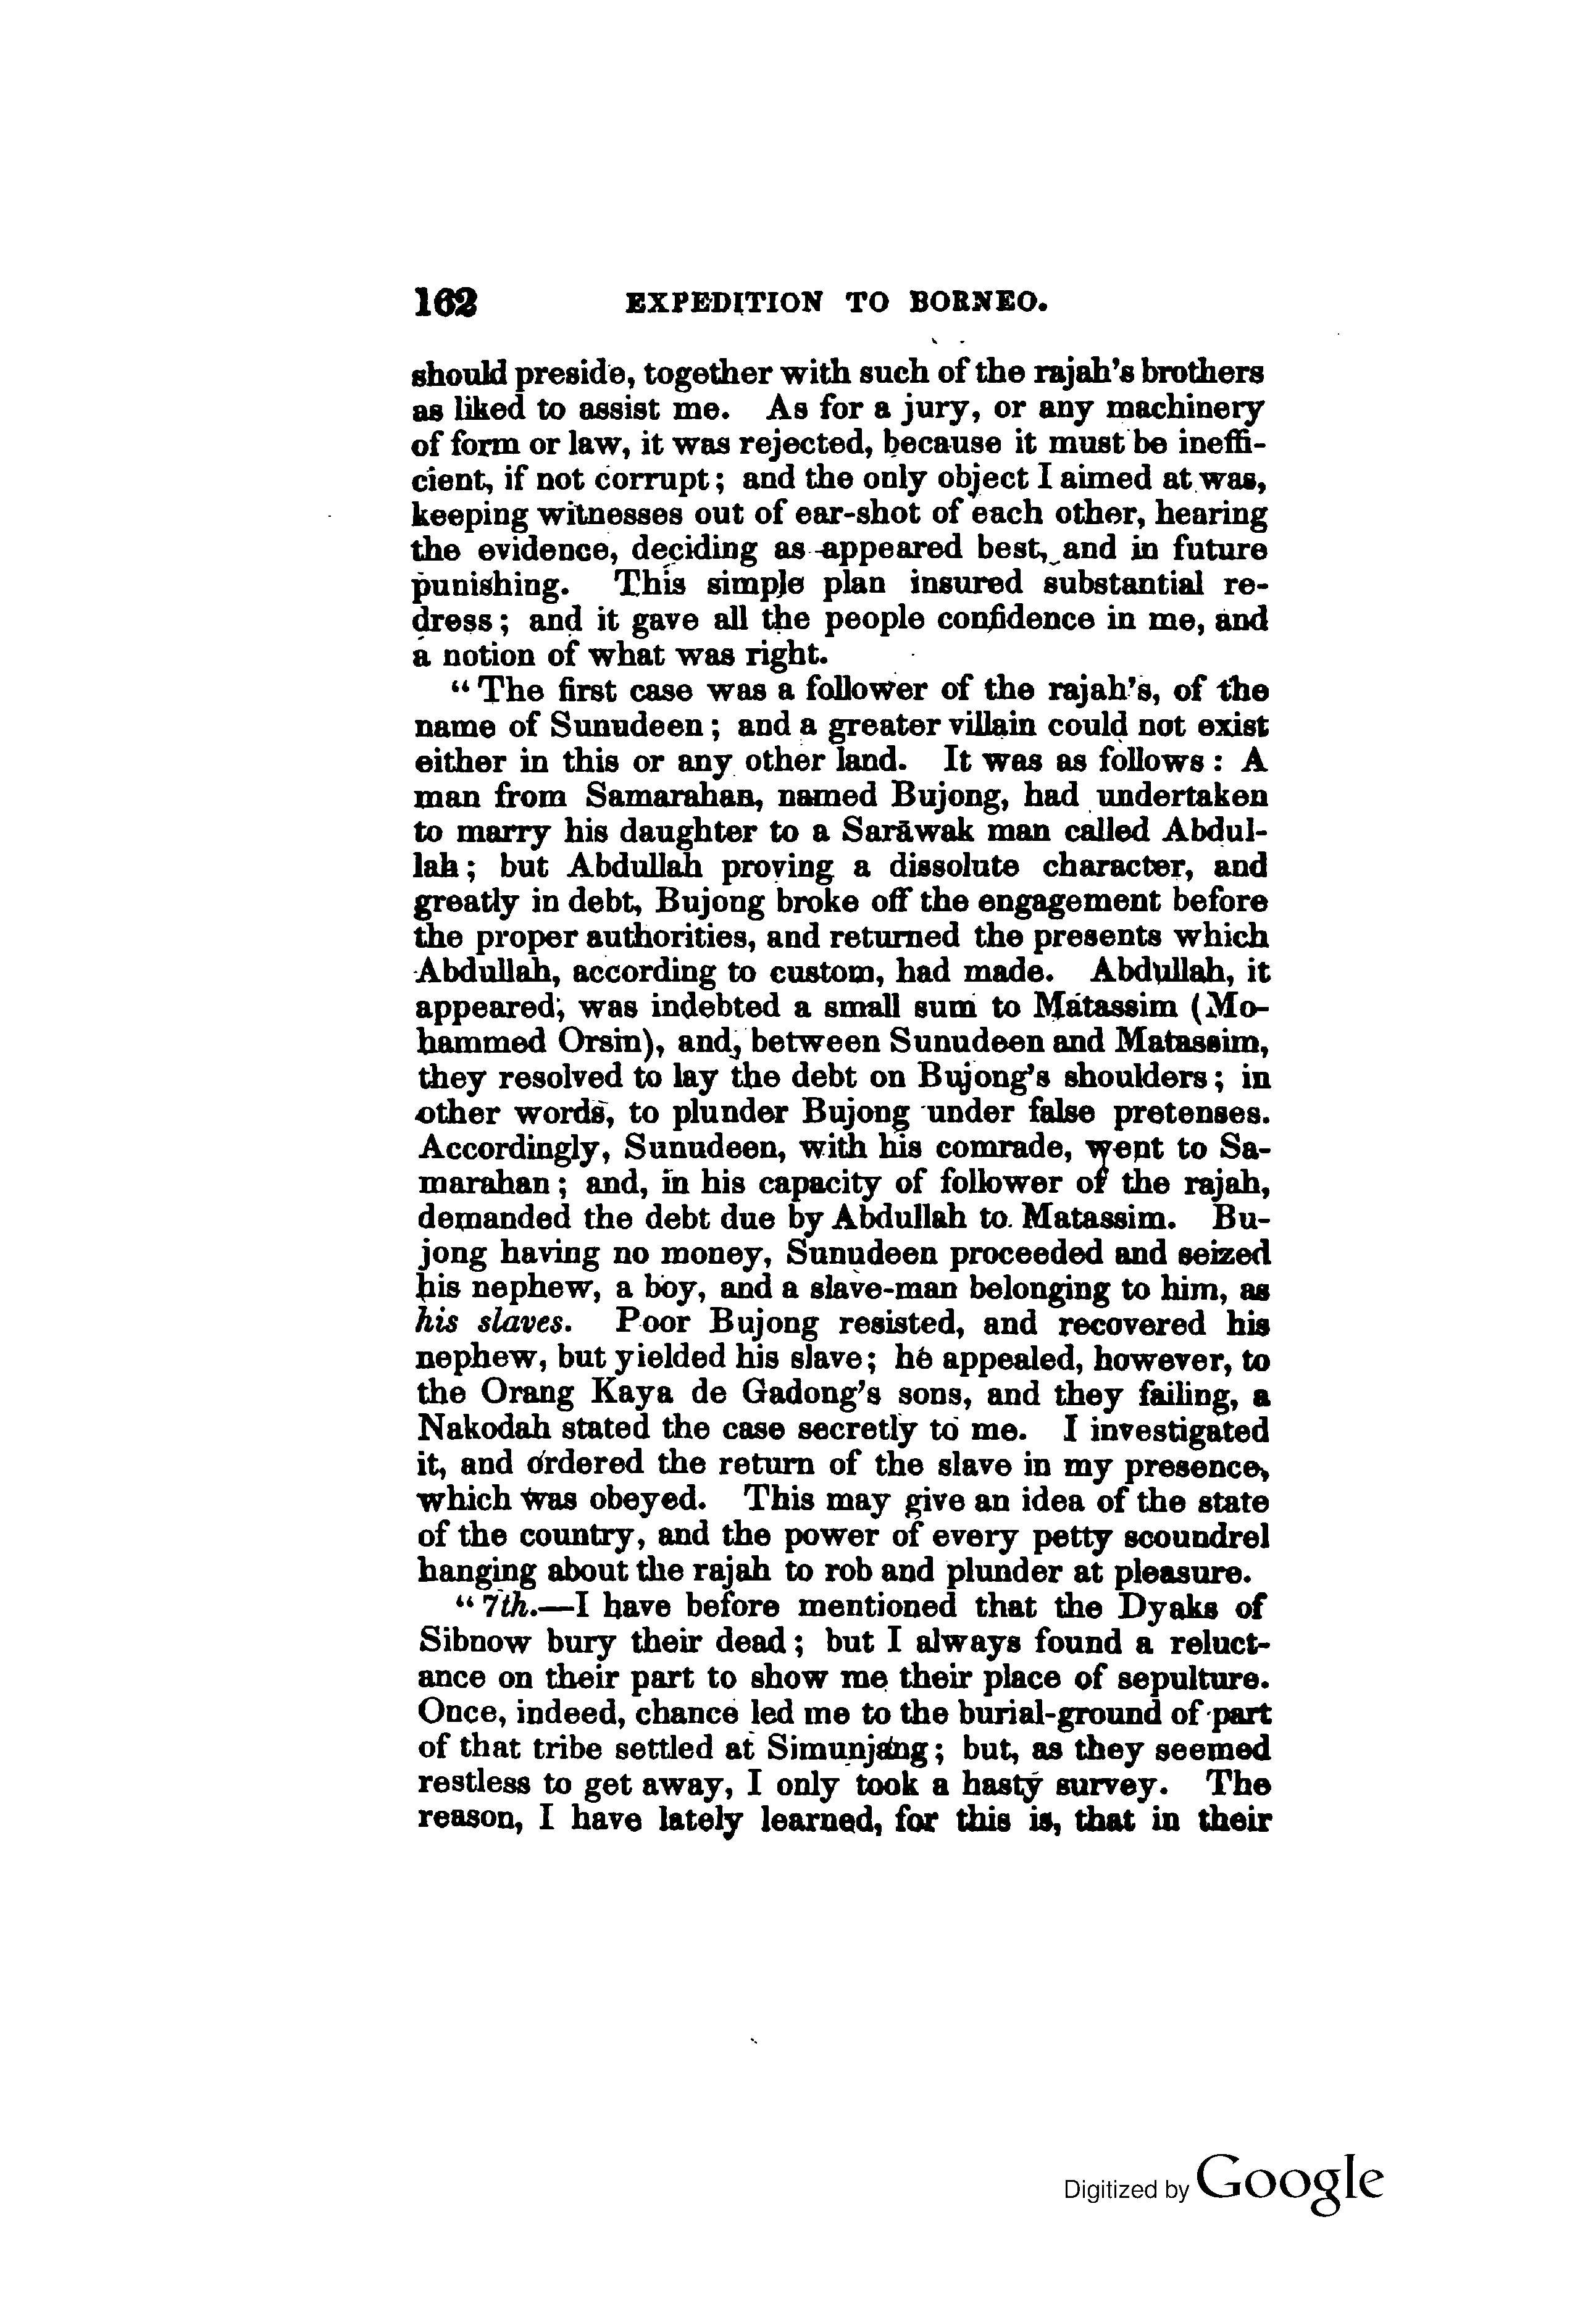 162 EXPEDITION TO BORNEO.
should preside, together with such of the rajah's brothers
as liked to assist me. As for a jury, or any machinery
of form or law, it was rejected, because it must be ineffi-
cient, if not corrupt; and the only object I aimed at was,
keeping witnesses out of ear-shot of each other, hearing
the evidence, deciding as appeared best, and in future
punishing. This simple plan insured substantial re-
dress; and it gave all the people confidence in me, and
a notion of what was right.
"The first case was a follower of the rajah's, of the
name of Sunudeen; and a greater villain could not exist
either in this or any other land. It was as follows: A
man from Samarahan, named Bujong, had undertaken
to marry his daughter to a Sarāwak man called Abdul-
lah; but Abdullah proving a dissolute character, and
greatly in debt, Bujong broke off the engagement before
the proper authorities, and returned the presents which
Abdullah, according to custom, had made. Abdullah, it
appeared, was indebted a small sum to Matassim (Mo-
hammed Orsin), and, between Sunudeen and Matassim,
they resolved to lay the debt on Bujong's shoulders; in
other words, to plunder Bujong under false pretenses.
Accordingly, Sunudeen, with his comrade, went to Sa-
marahan; and, in his capacity of follower of the rajah,
demanded the debt due by Abdullah to Matassim. Bu-
jong having no money, Sunudeen proceeded and seized
his nephew, a boy, and a slave-man belonging to him, as
his slaves. Poor Bujong resisted, and recovered his
nephew, but yielded his slave; he appealed, however, to
the Orang Kaya de Gadong's sons, and they failing, a
Nakodah stated the case secretly to me. I investigated
it, and ordered the return of the slave in my presence,
which was obeyed. This may give an idea of the state
of the country, and the power of every petty scoundrel
hanging about the rajah to rob and plunder at pleasure.
"7th.—I have before mentioned that the Dyaks of
Sibnow bury their dead; but I always found a reluct-
ance on their part to show me their place of sepulture.
Once, indeed, chance led me to the burial-ground of part
of that tribe settled at Simunjang; but, as they seemed
restless to get away, I only took a hasty survey. The
reason, I have lately learned, for this is, that in their
Digitized by Google